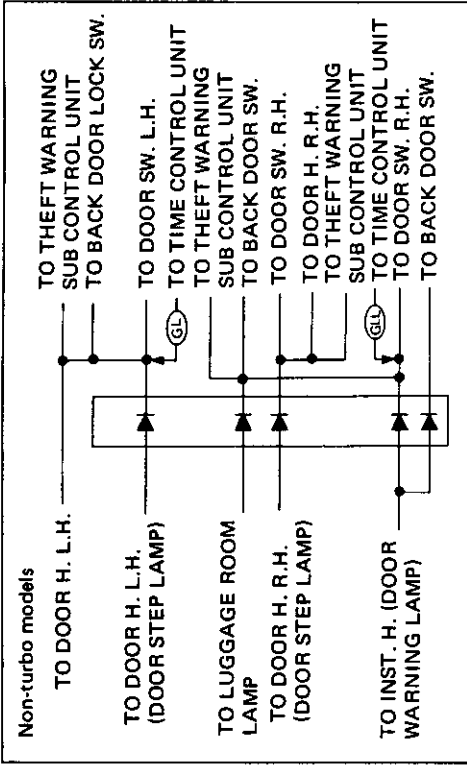 Non-turbo models
TO DOOR H. L.H.
TO DOOR H. L.H.
(DOOR STEP LAMP)
TO LUGGAGE ROOM
LAMP
TO DOOR H. R.H.
(DOOR STEP LAMP)
TO INST. H. (DOOR
WARNING LAMP)
TO THEFT WARNING
SUB CONTROL UNIT
TO BACK DOOR LOCK SW.
TO DOOR SW. L.H.
GL
TO TIME CONTROL UNIT
TO THEFT WARNING
SUB CONTROL UNIT
TO BACK DOOR SW.
TO DOOR SW. R.H.
TO DOOR H. R.H.
TO THEFT WARNING
SUB CONTROL UNIT
GLL
TO TIME CONTROL UNIT
TO DOOR SW. R.H.
TO BACK DOOR SW.